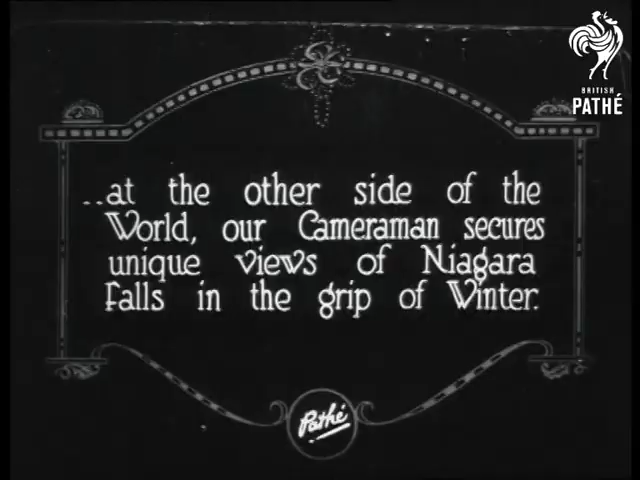 BRITISH
PATHÉ
..at the other side of the
World, our Cameraman secures
unique views of Niagara
Falls in the grip of Winter.
Pathé